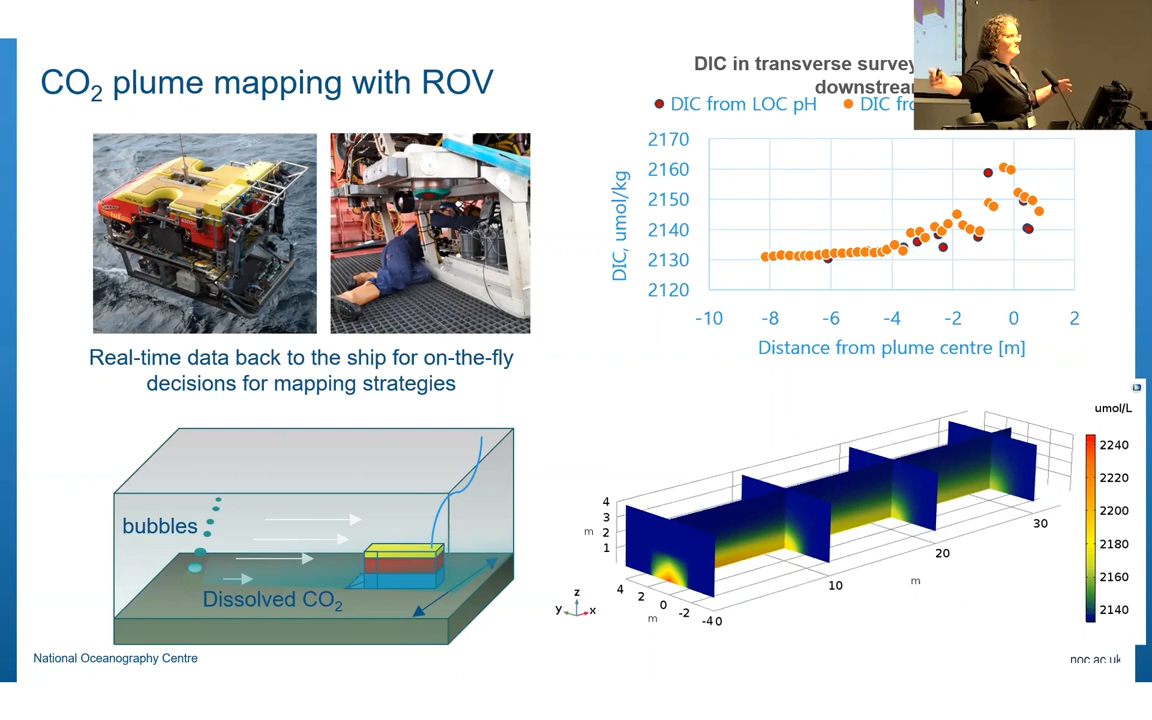 CO₂ plume mapping with ROV
Real-time data back to the ship for on-the-fly
decisions for mapping strategies
DIC in transverse survey
DIC from LOC pH
DIC
2170
2160
2150
2140
2130
2120
DIC, umol/kg
-10 -8 -6 -4 -2 0 2
Distance from plume centre [m]
bubbles
Dissolved CO₂
umol/L
2240
2220
2200
2180
2160
2140
4
3
2
1
m
4 2 0 -2 -4
m
0 10 20 30
m
z
y x
National Oceanography Centre
noc.ac.uk